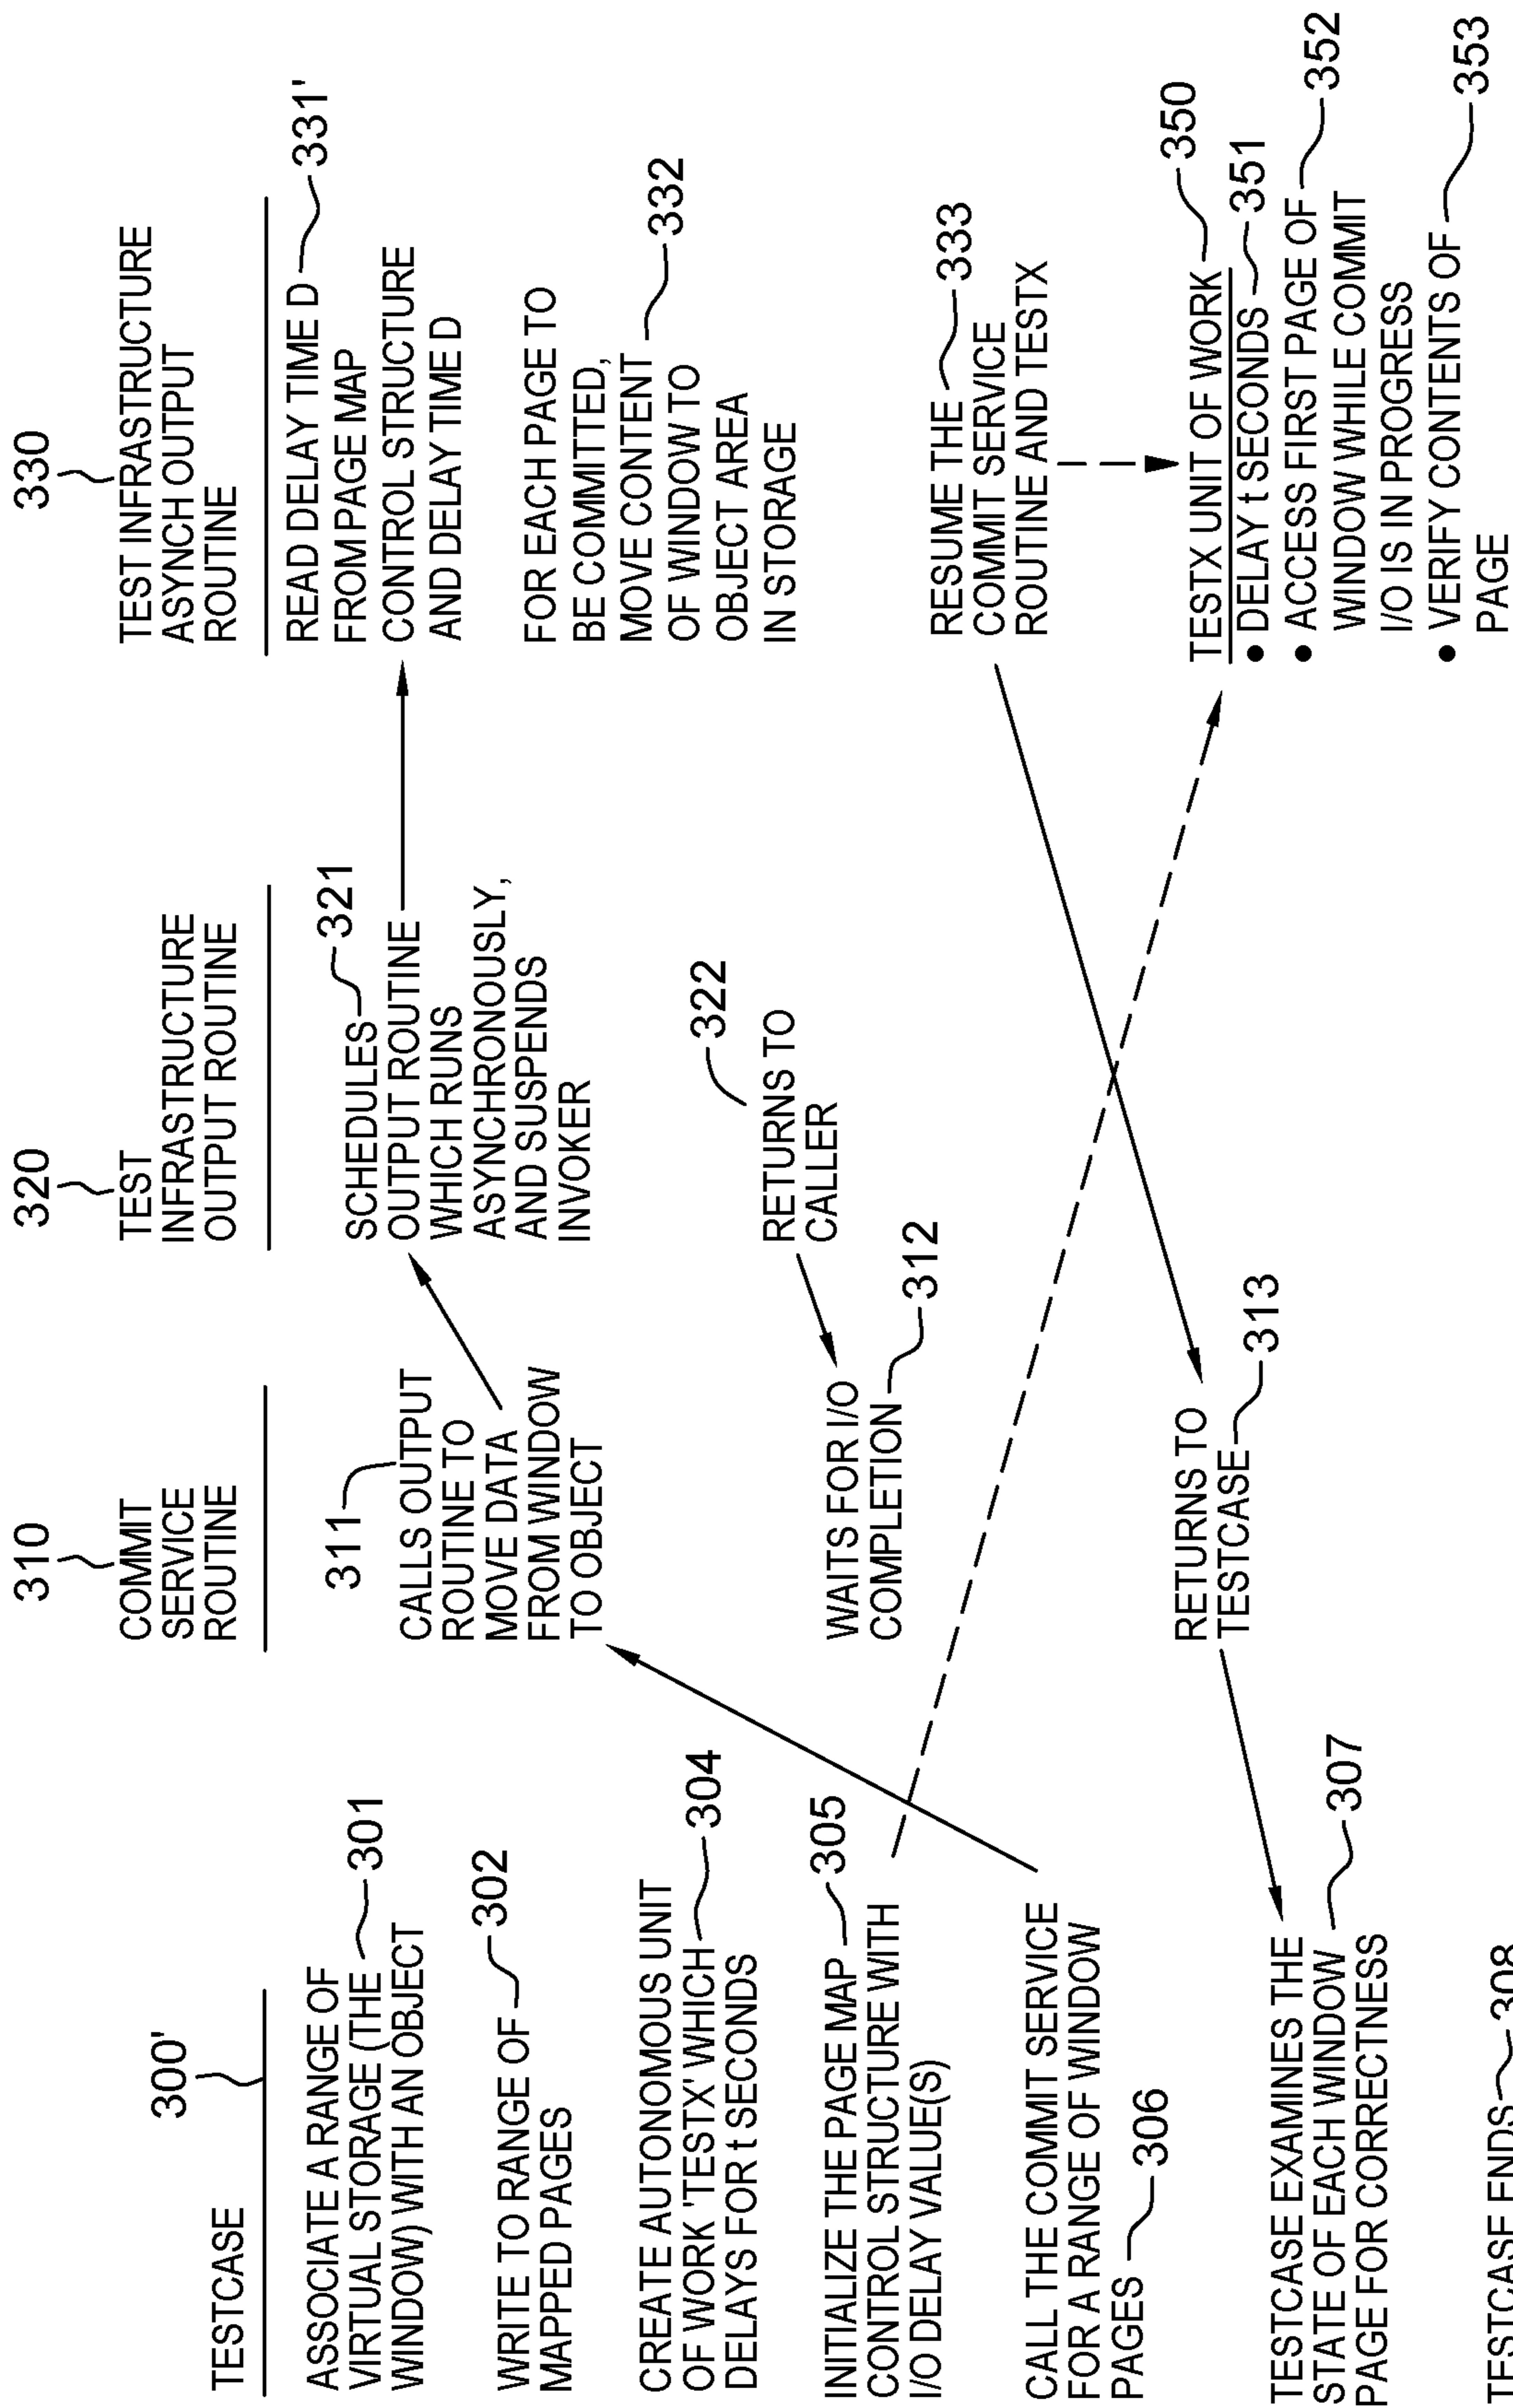 300'
TESTCASE
ASSOCIATE A RANGE OF
VIRTUAL STORAGE (THE 301
WINDOW) WITH AN OBJECT
WRITE TO RANGE OF 302
MAPPED PAGES
CREATE AUTONOMOUS UNIT
OF WORK 'TESTX' WHICH 304
DELAYS FOR t SECONDS
INITIALIZE THE PAGE MAP 305
CONTROL STRUCTURE WITH
I/O DELAY VALUE(S)
CALL THE COMMIT SERVICE
FOR A RANGE OF WINDOW
PAGES 306
TESTCASE EXAMINES THE
STATE OF EACH WINDOW 307
PAGE FOR CORRECTNESS
TESTCASE ENDS 308
310
COMMIT
SERVICE
ROUTINE
311
CALLS OUTPUT
ROUTINE TO
MOVE DATA
FROM WINDOW
TO OBJECT
WAITS FOR I/O
COMPLETION 312
RETURNS TO
TESTCASE 313
320
TEST
INFRASTRUCTURE
OUTPUT ROUTINE
SCHEDULES 321
OUTPUT ROUTINE
WHICH RUNS
ASYNCHRONOUSLY,
AND SUSPENDS
INVOKER
322
RETURNS TO
CALLER
330
TEST INFRASTRUCTURE
ASYNCH OUTPUT
ROUTINE
READ DELAY TIME D 331'
FROM PAGE MAP
CONTROL STRUCTURE
AND DELAY TIME D
FOR EACH PAGE TO
BE COMMITTED,
MOVE CONTENT 332
OF WINDOW TO
OBJECT AREA
IN STORAGE
RESUME THE 333
COMMIT SERVICE
ROUTINE AND TESTX
TESTX UNIT OF WORK 350
• DELAY t SECONDS 351
• ACCESS FIRST PAGE OF 352
WINDOW WHILE COMMIT
I/O IS IN PROGRESS
• VERIFY CONTENTS OF 353
PAGE